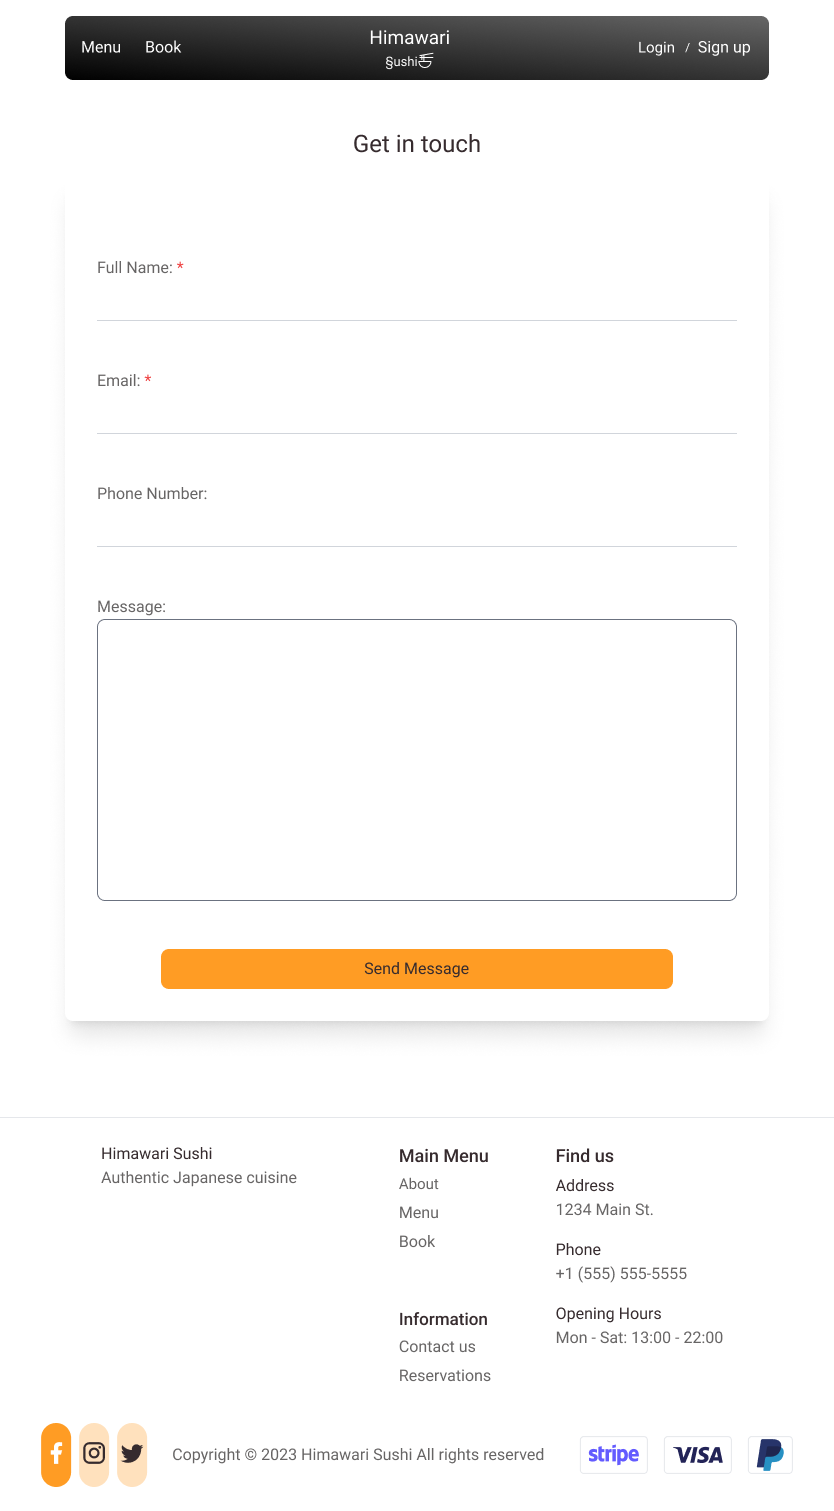 Menu Book
Himawari
§ushi
Login / Sign up
Get in touch
Full Name: *
Email: *
Phone Number:
Message:
Send Message
Himawari Sushi
Authentic Japanese cuisine
Main Menu
About
Menu
Book
Information
Contact us
Reservations
Find us
Address
1234 Main St.
Phone
+1 (555) 555-5555
Opening Hours
Mon - Sat: 13:00 - 22:00
Copyright © 2023 Himawari Sushi All rights reserved
stripe
VISA